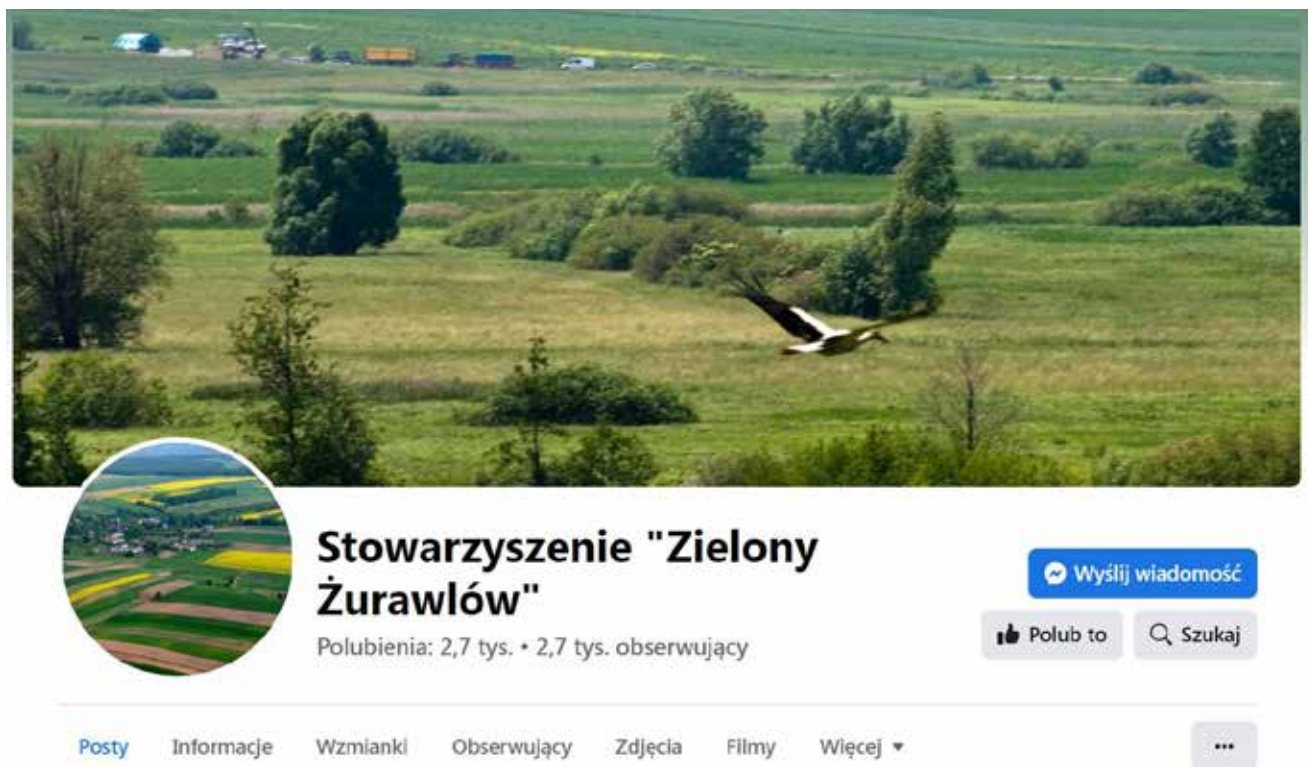 Stowarzyszenie "Zielony
Żurawlów"
Polubienia: 2,7 tys. • 2,7 tys. obserwujący
Wyślij wiadomość
Polub to
Szukaj
Posty Informacje Wzmianki Obserwujący Zdjęcia Filmy Więcej